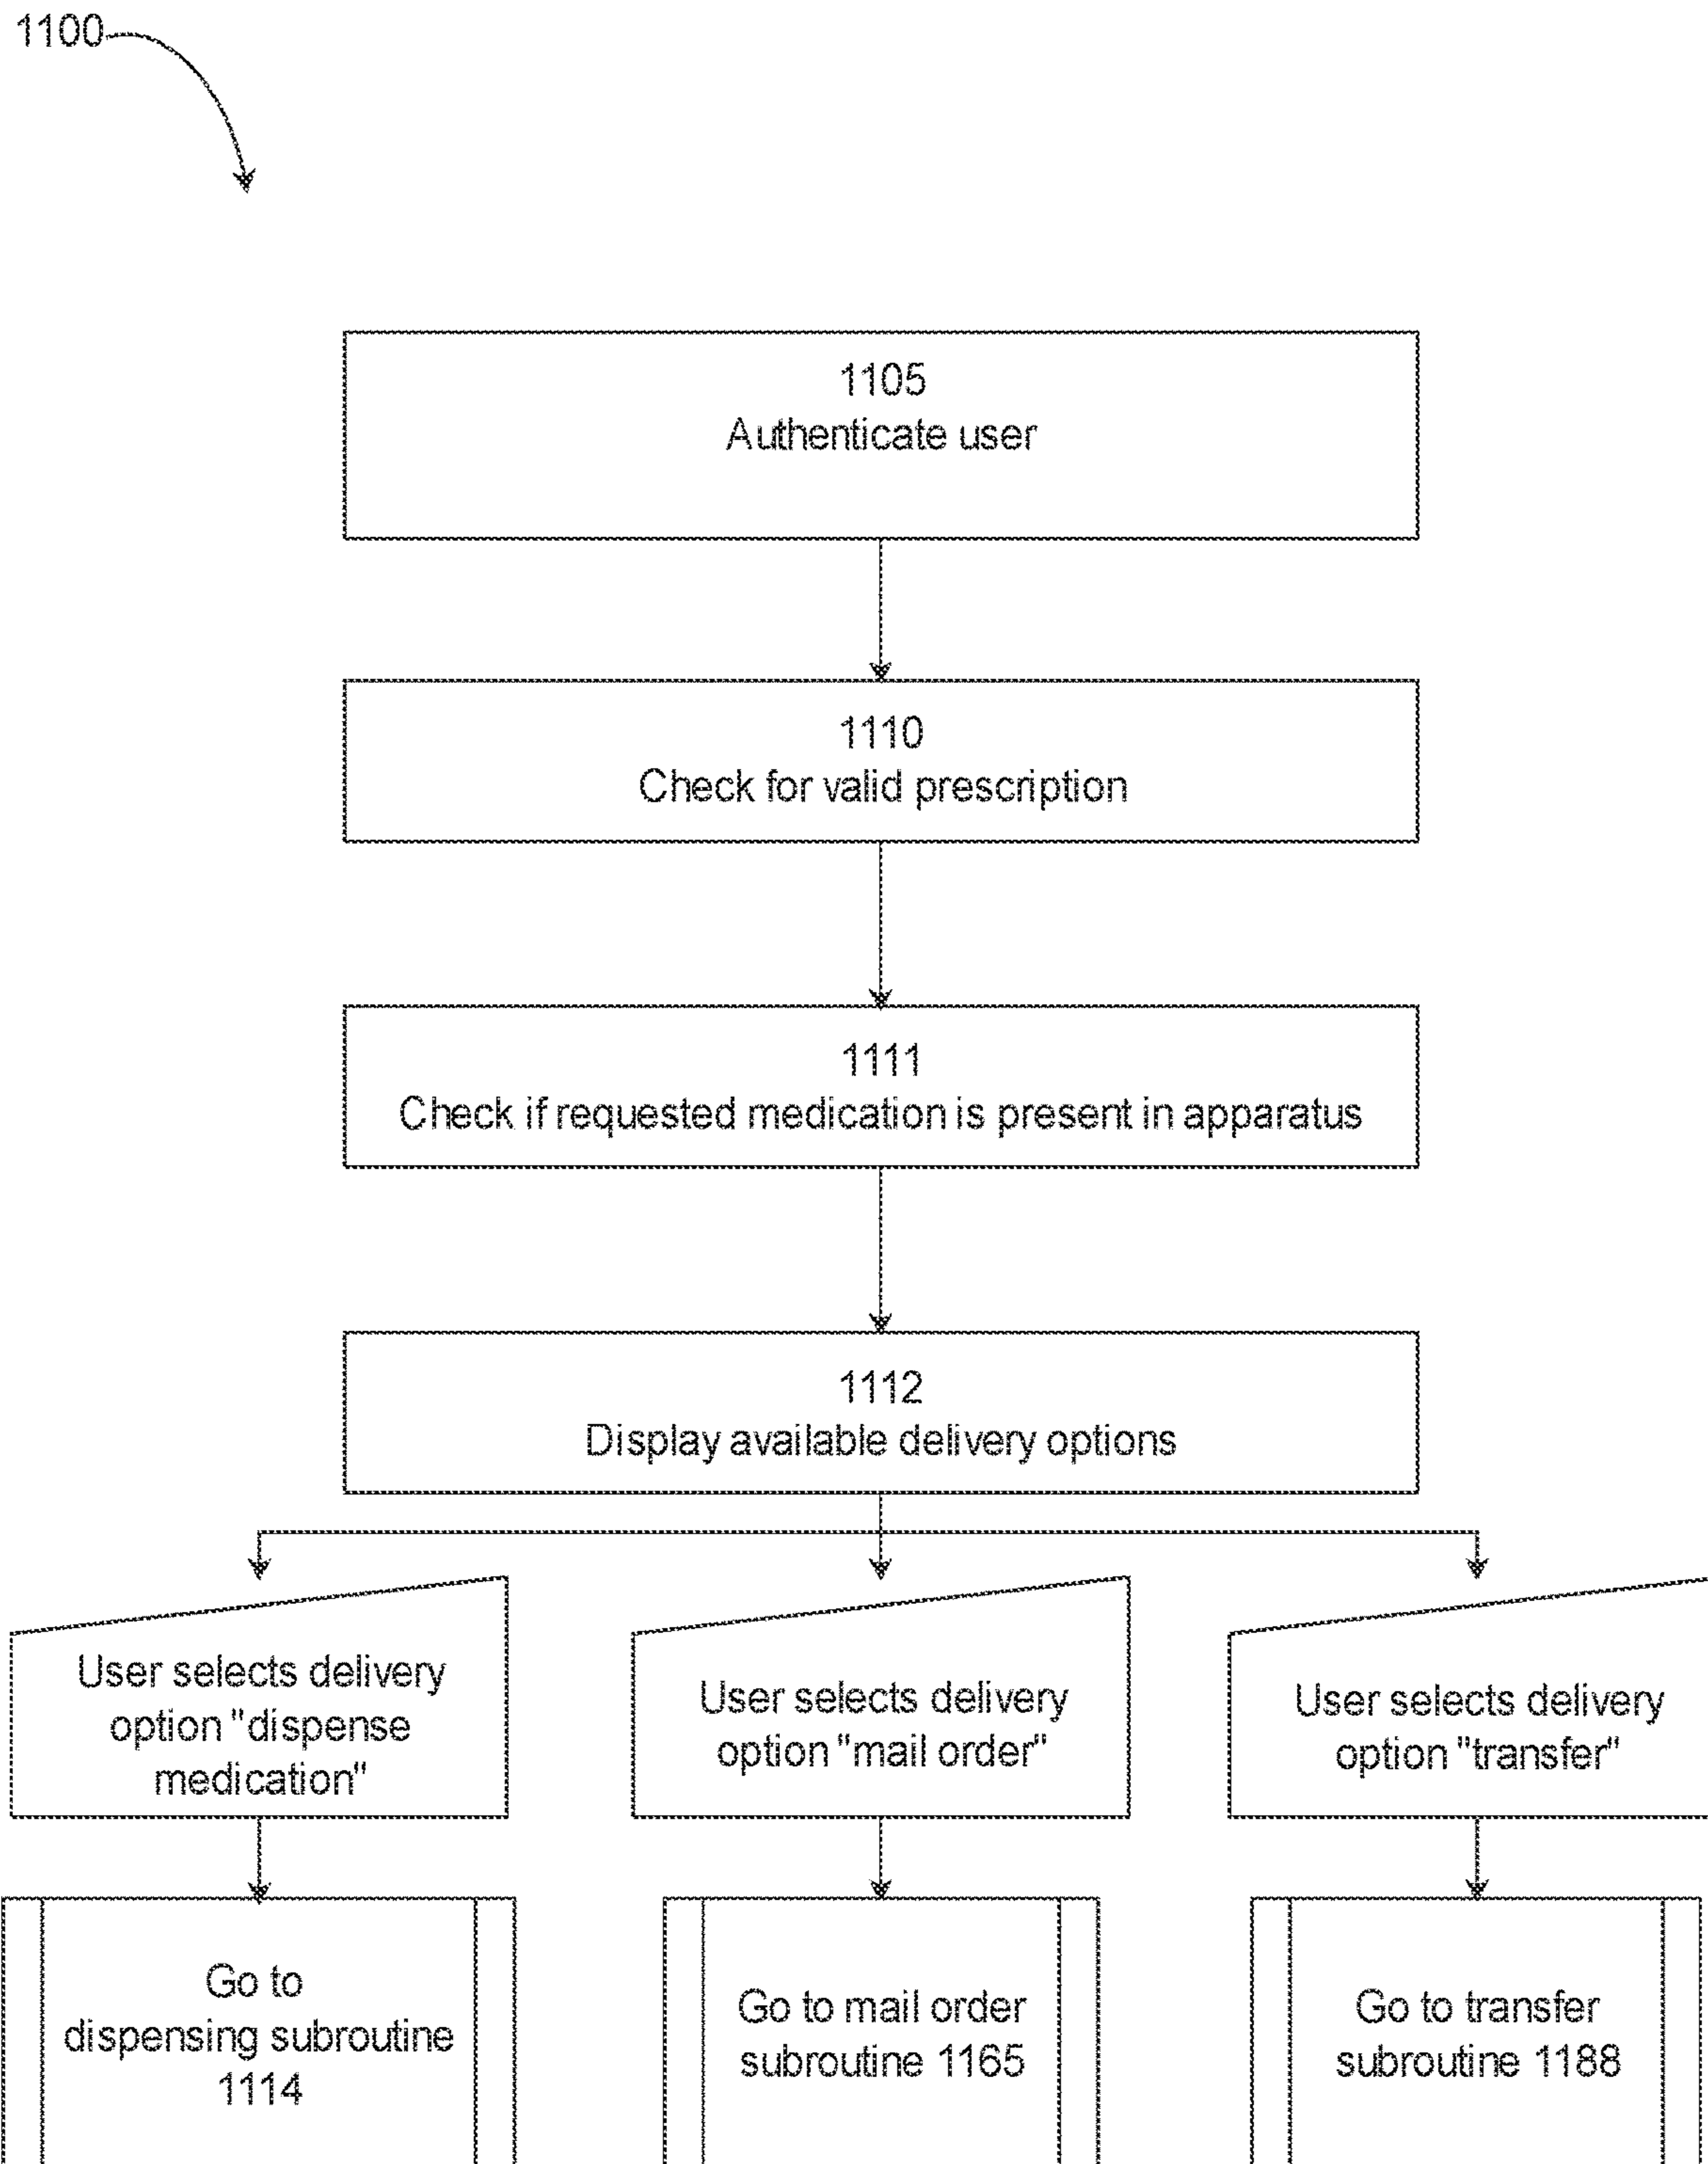 1100
1105
Authenticate user
1110
Check for valid prescription
1111
Check if requested medication is present in apparatus
1112
Display available delivery options
User selects delivery
option "dispense
medication"
User selects delivery
option "mail order"
User selects delivery
option "transfer"
Go to
dispensing subroutine
1114
Go to mail order
subroutine 1165
Go to transfer
subroutine 1188